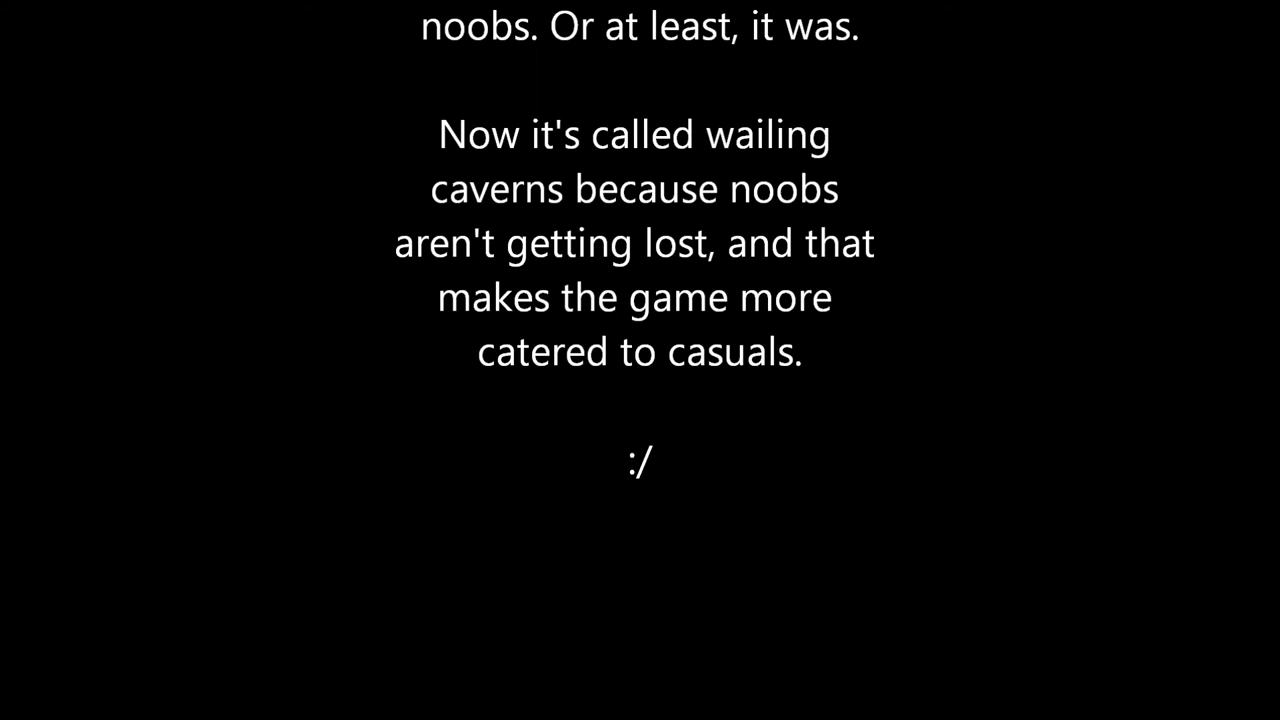 noobs. Or at least, it was.
Now it's called wailing
caverns because noobs
aren't getting lost, and that
makes the game more
catered to casuals.
:/